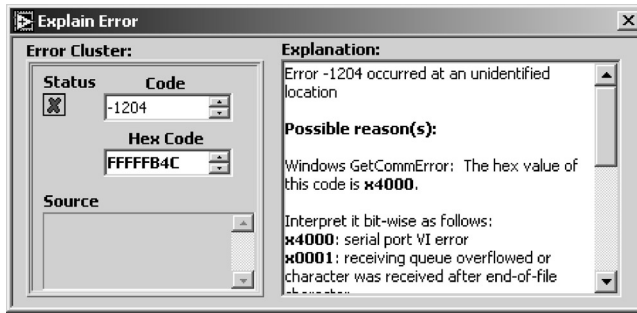 Explain Error
Error Cluster:
Status
Code
-1204
Hex Code
FFFFFB4C
Source
Explanation:
Error -1204 occurred at an unidentified
location
Possible reason(s):
Windows GetCommError: The hex value of
this code is x4000.
Interpret it bit-wise as follows:
x4000: serial port VI error
x0001: receiving queue overflowed or
character was received after end-of-file